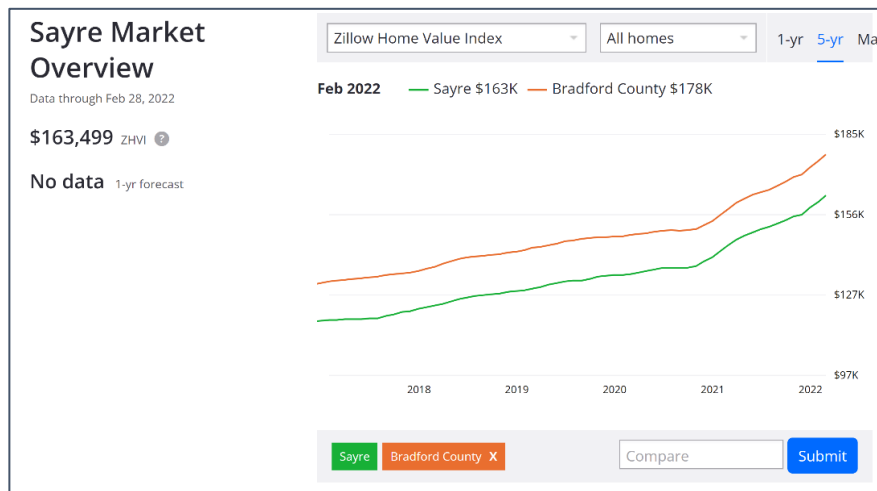 Sayre Market
Overview
Data through Feb 28, 2022
$163,499 ZHVI ?
No data 1-yr forecast
Zillow Home Value Index
All homes
1-yr 5-yr Ma
Feb 2022 Sayre $163K Bradford County $178K
$185K
$156K
$127K
$97K
2018 2019 2020 2021 2022
Sayre
Bradford County X
Compare
Submit